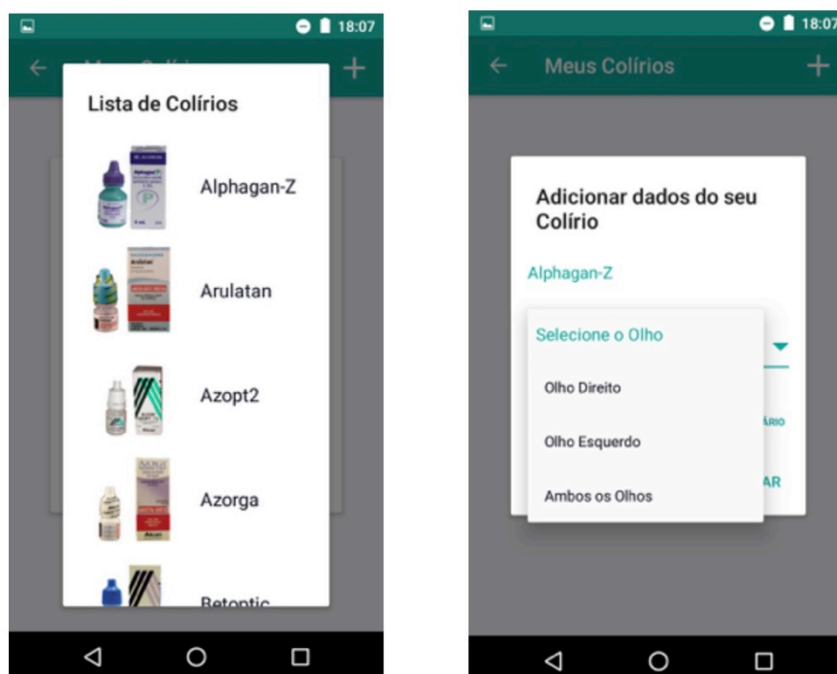 18:07
Lista de Colírios
Alphagan-Z
Arulatan
Azopt2
Azorga
Betoptic
18:07
Meus Colírios
Adicionar dados do seu
Colírio
Alphagan-Z
Selecione o Olho
Olho Direito
Olho Esquerdo
Ambos os Olhos